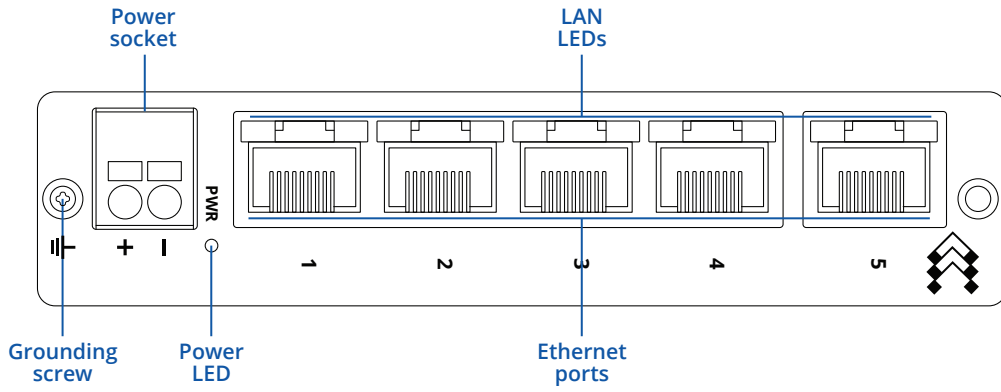 Power
socket
LAN
LEDs
PWR
+ −
1 2 3 4 5
Grounding
screw
Power
LED
Ethernet
ports